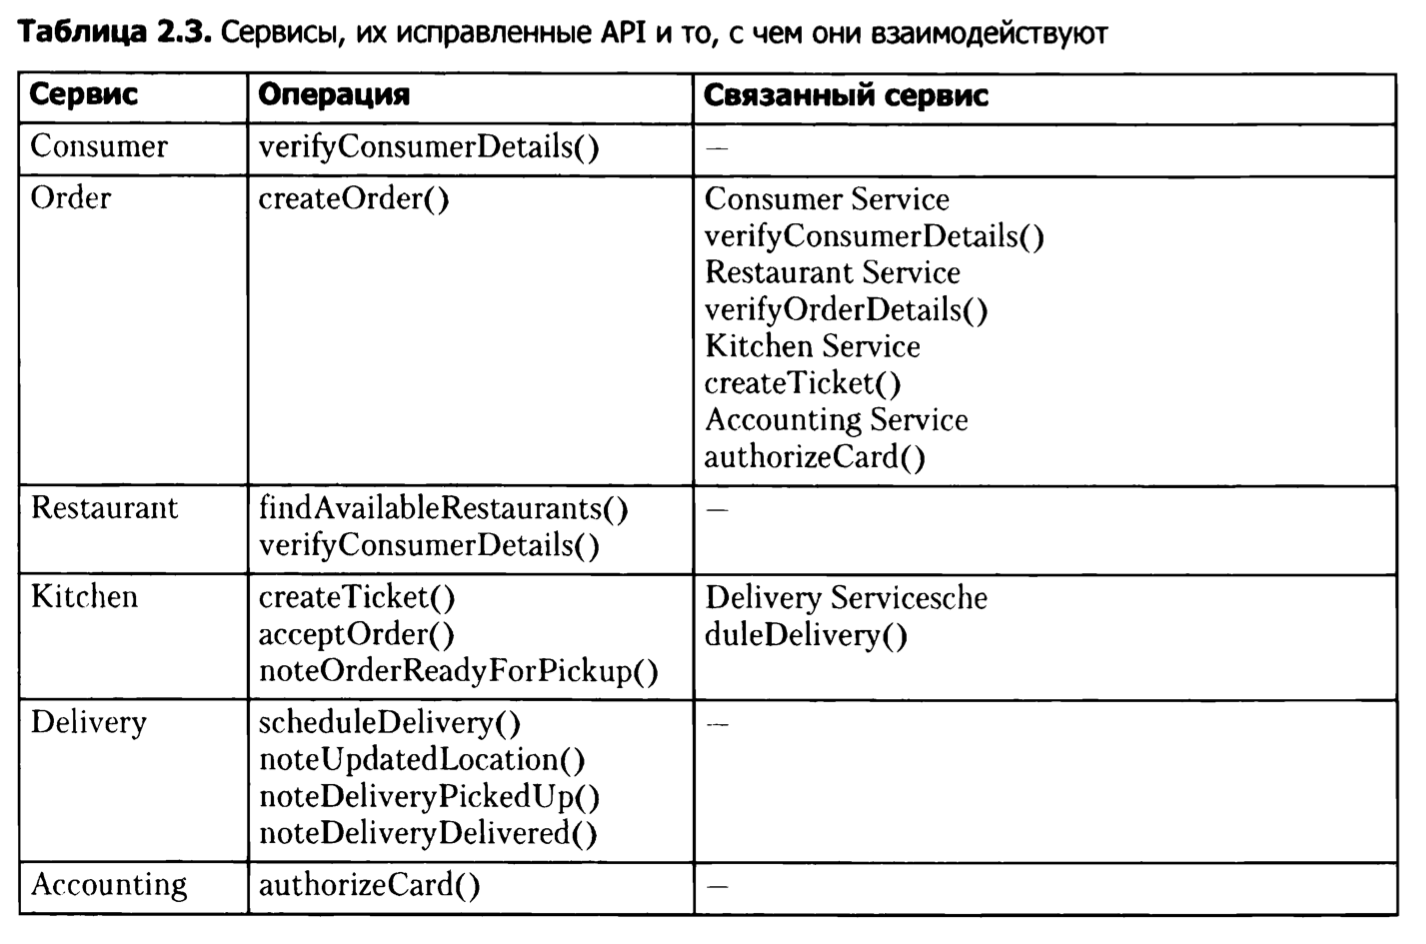 Таблица 2.3. Сервисы, их исправленные API и то, с чем они взаимодействуют
Сервис Операция Связанный сервис
Consumer verifyConsumerDetails() —
Order createOrder() Consumer Service
verifyConsumerDetails()
Restaurant Service
verifyOrderDetails()
Kitchen Service
createTicket()
Accounting Service
authorizeCard()
Restaurant findAvailableRestaurants() —
verifyConsumerDetails()
Kitchen createTicket() Delivery Servicesche
acceptOrder() duleDelivery()
noteOrderReadyForPickup()
Delivery scheduleDelivery() —
noteUpdatedLocation()
noteDeliveryPickedUp()
noteDeliveryDelivered()
Accounting authorizeCard() —